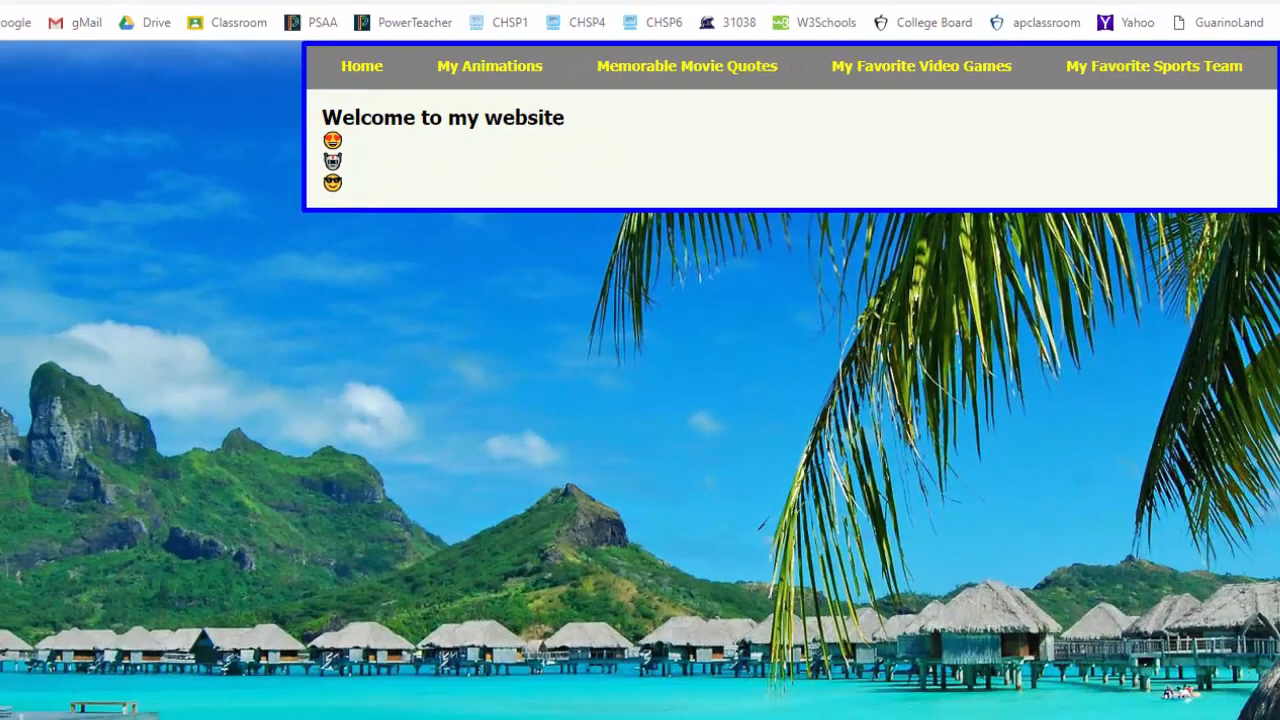 oogle gMail Drive Classroom PSAA PowerTeacher CHSP1 CHSP4 CHSP6 31038 W3Schools College Board apclassroom Yahoo GuarinoLand
Home My Animations Memorable Movie Quotes My Favorite Video Games My Favorite Sports Team
Welcome to my website